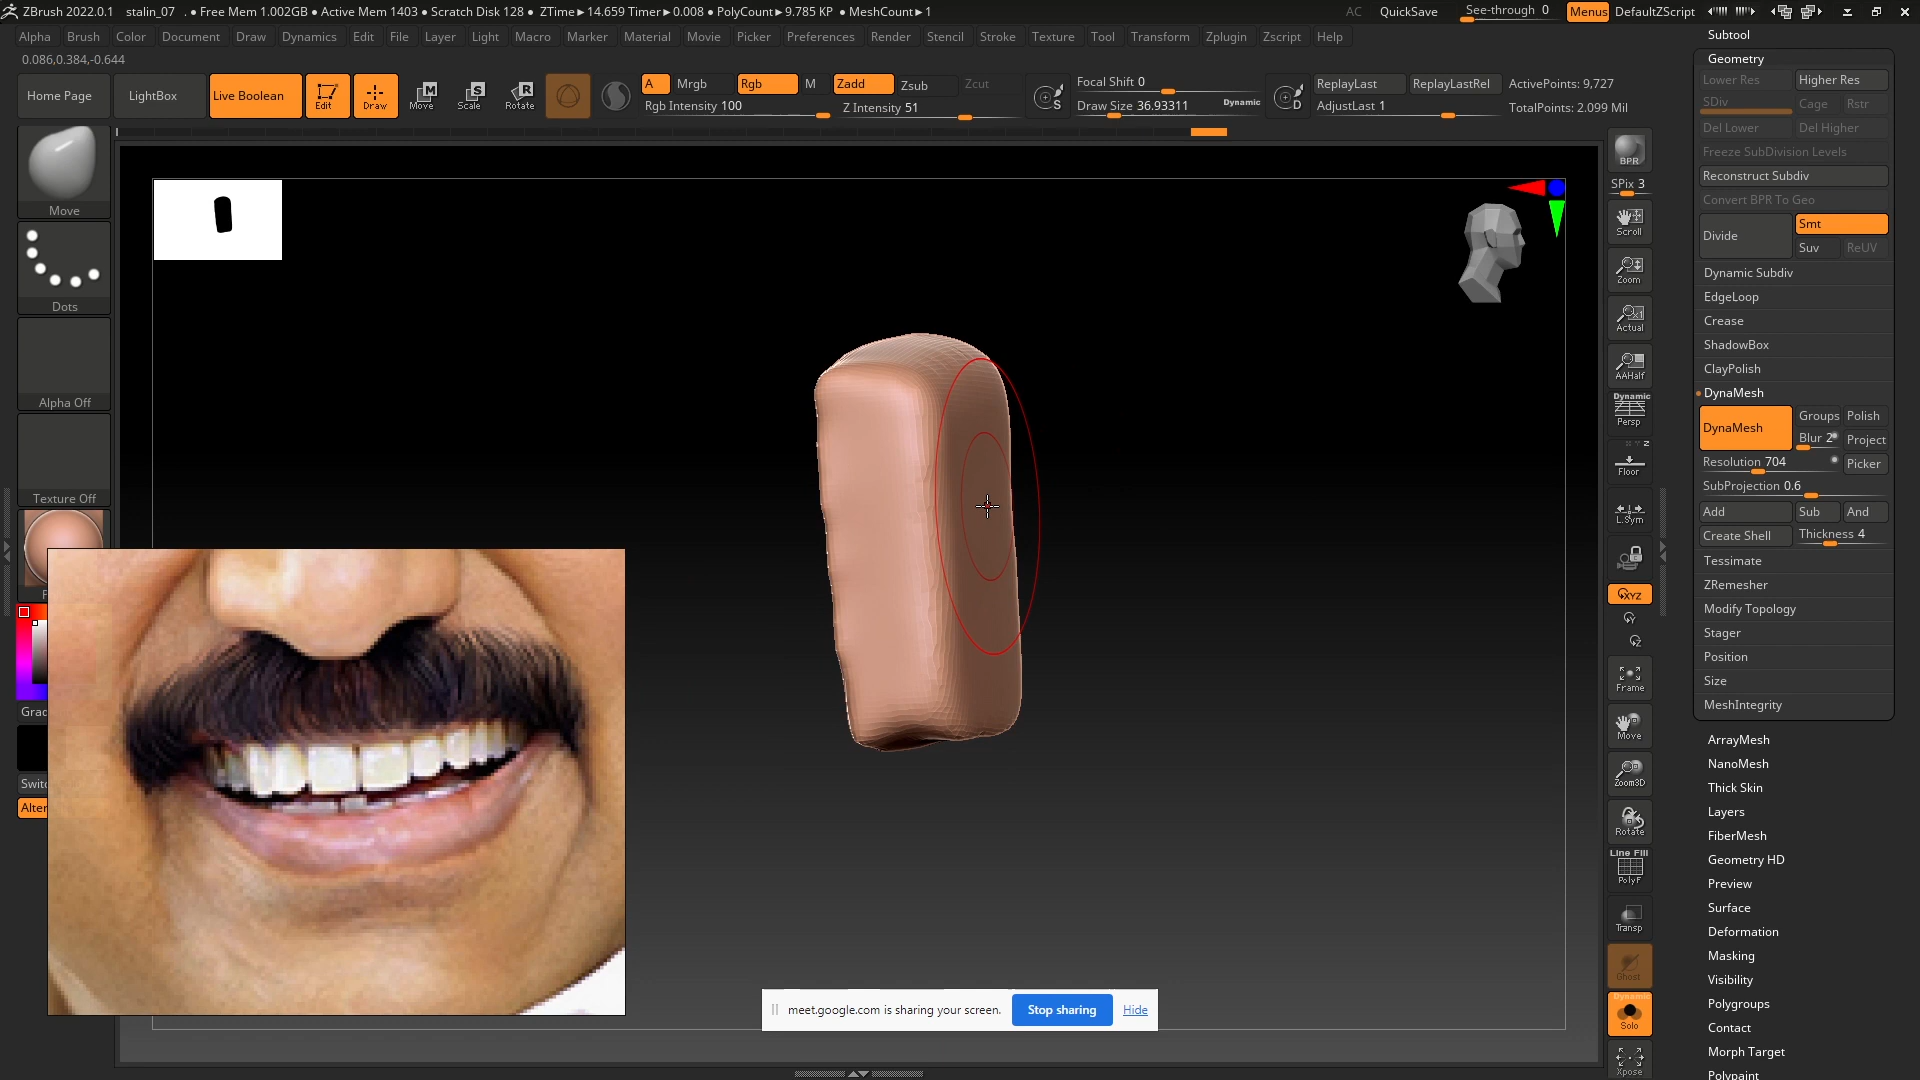 ZBrush 2022.0.1 stalin_07 . ● Free Mem 1.002GB ● Active Mem 1403 ● Scratch Disk 128 ● ZTime►14.659 Timer►0.008 ● PolyCount►9.785 KP ● MeshCount►1 AC QuickSave See-through 0 Menus DefaultZScript
Alpha Brush Color Document Draw Dynamics Edit File Layer Light Macro Marker Material Movie Picker Preferences Render Stencil Stroke Texture Tool Transform Zplugin Zscript Help
0.086,0.384,-0.644
Home Page LightBox Live Boolean Edit Draw Move Scale Rotate
A Mrgb Rgb M Zadd Zsub Zcut
Rgb Intensity 100 Z Intensity 51
Focal Shift 0
Draw Size 36.93311 Dynamic
ReplayLast ReplayLastRel ActivePoints: 9,727
AdjustLast 1 TotalPoints: 2.099 Mil
Move
Dots
Alpha Off
Texture Off
Grad
Switc
Alter
BPR
SPix 3
Scroll
Zoom
Actual
AAHalf
Dynamic
Persp
Floor
L.Sym
XYZ
Frame
Move
Zoom3D
Rotate
Line Fill
PolyF
Transp
Ghost
Dynamic
Solo
Xpose
Subtool
Geometry
Lower Res Higher Res
SDiv Cage Rstr
Del Lower Del Higher
Freeze SubDivision Levels
Reconstruct Subdiv
Convert BPR To Geo
Divide Smt
Suv ReUV
Dynamic Subdiv
EdgeLoop
Crease
ShadowBox
ClayPolish
DynaMesh
DynaMesh Groups Polish
Blur 2 Project
Resolution 704 Picker
SubProjection 0.6
Add Sub And
Create Shell Thickness 4
Tessimate
ZRemesher
Modify Topology
Stager
Position
Size
MeshIntegrity
ArrayMesh
NanoMesh
Thick Skin
Layers
FiberMesh
Geometry HD
Preview
Surface
Deformation
Masking
Visibility
Polygroups
Contact
Morph Target
Polypaint
meet.google.com is sharing your screen. Stop sharing Hide